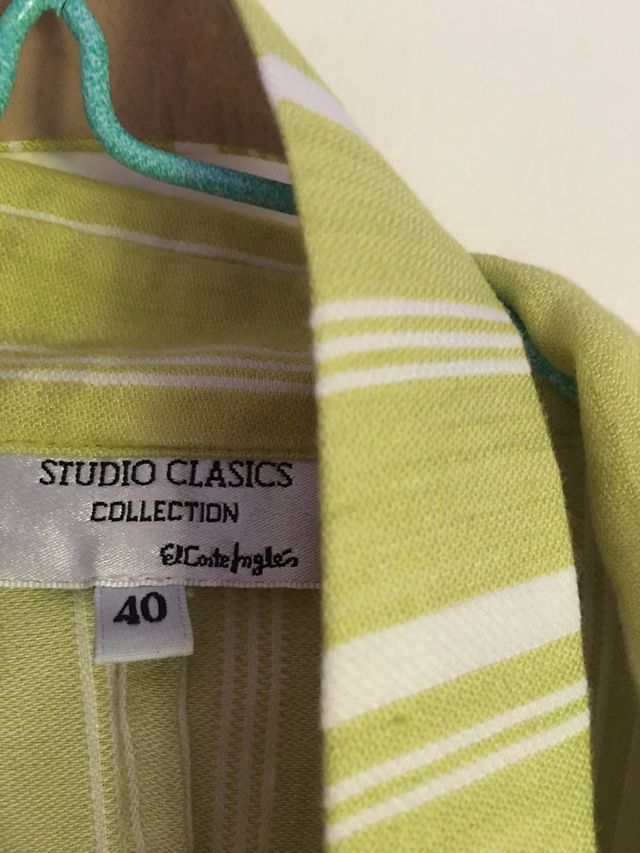 STUDIO CLASICS
COLLECTION
El Corte Inglés
40